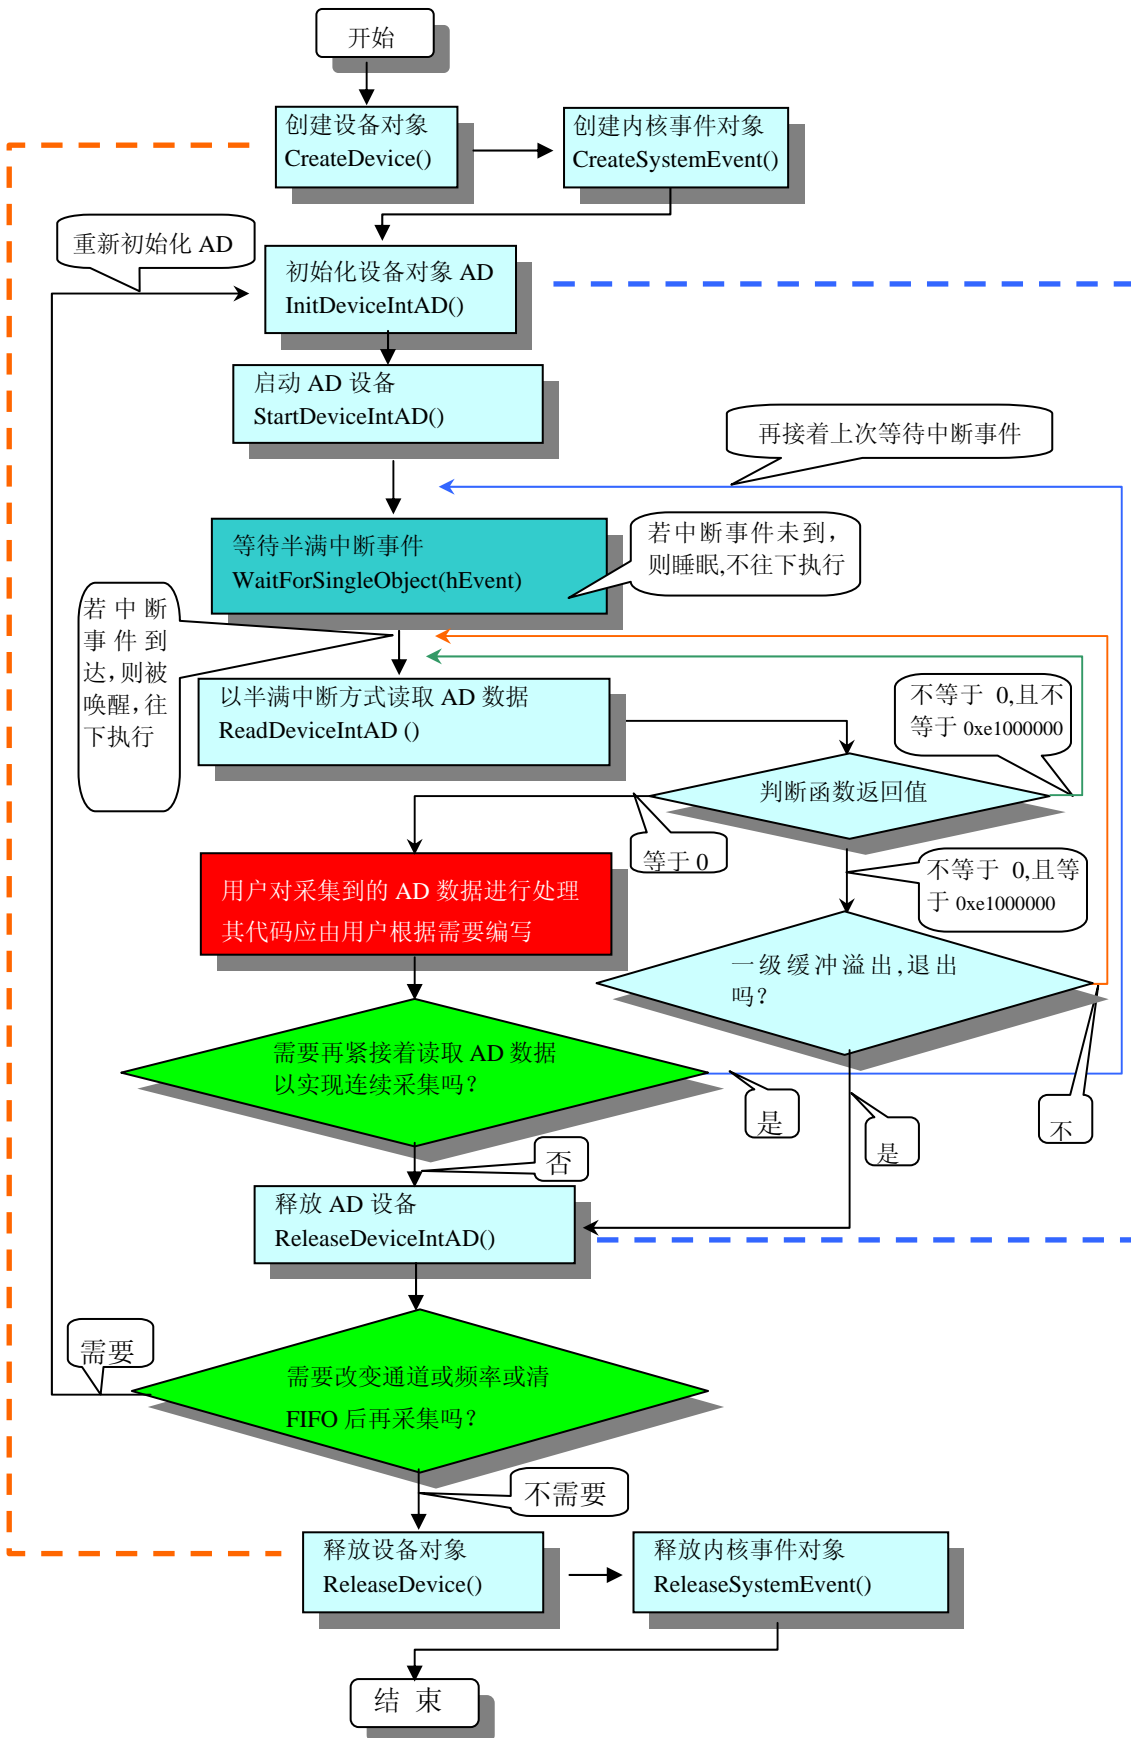 开始
创建设备对象
CreateDevice()
创建内核事件对象
CreateSystemEvent()
重新初始化 AD
初始化设备对象 AD
InitDeviceIntAD()
启动 AD 设备
StartDeviceIntAD()
再接着上次等待中断事件
等待半满中断事件
WaitForSingleObject(hEvent)
若中断事件未到，
则睡眠,不往下执行
若中断
事件到
达,则被
唤醒,往
下执行
以半满中断方式读取 AD 数据
ReadDeviceIntAD ()
不等于 0,且不
等于 0xe1000000
判断函数返回值
等于 0
不等于 0,且等
于 0xe1000000
用户对采集到的 AD 数据进行处理
其代码应由用户根据需要编写
一级缓冲溢出,退出
吗?
需要再紧接着读取 AD 数据
以实现连续采集吗?
是
是
不
否
释放 AD 设备
ReleaseDeviceIntAD()
需要
需要改变通道或频率或清
FIFO 后再采集吗?
不需要
释放设备对象
ReleaseDevice()
释放内核事件对象
ReleaseSystemEvent()
结 束